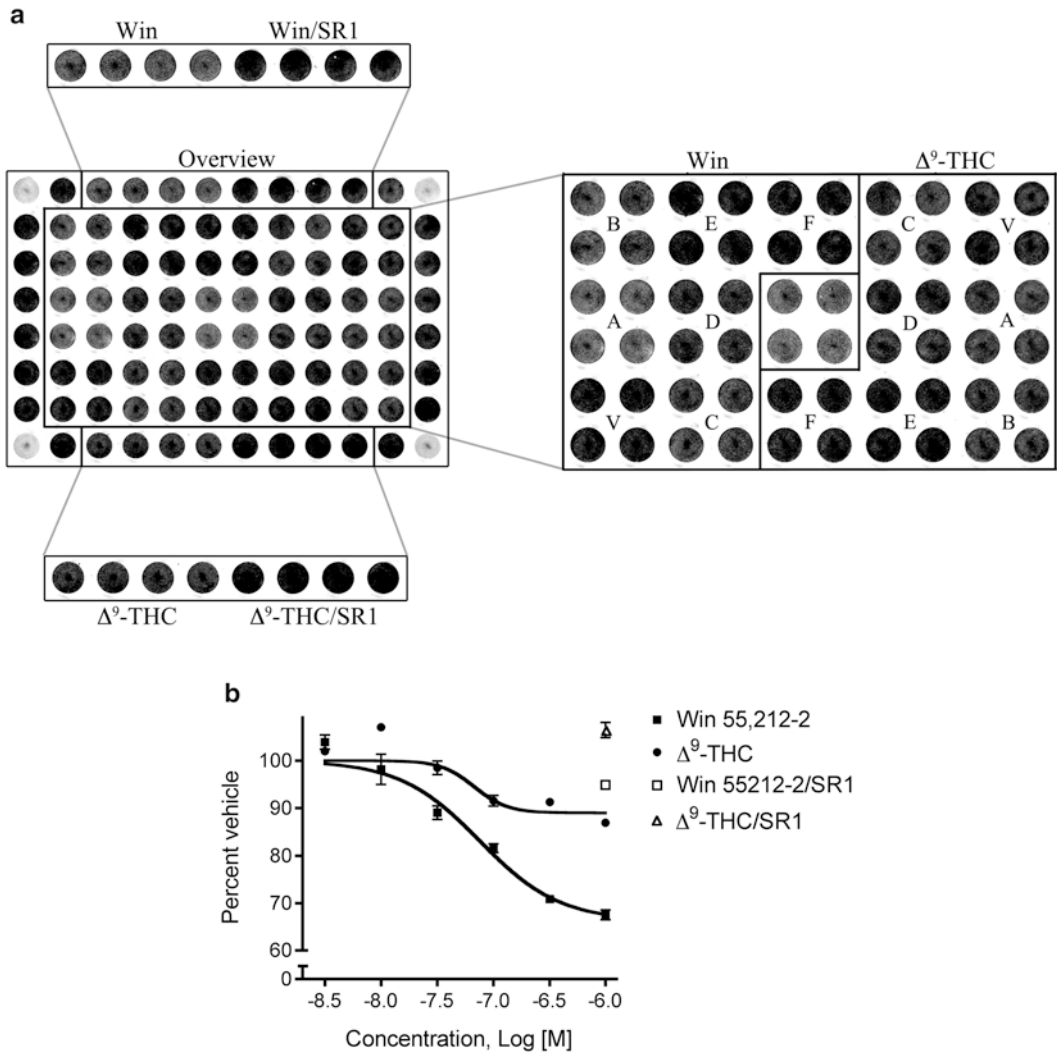 a
Win Win/SR1
Overview
Win Δ⁹-THC
B E F C V
A D D A
V C F E B
Δ⁹-THC Δ⁹-THC/SR1
b
Percent vehicle
100
90
80
70
60
0
-8.5 -8.0 -7.5 -7.0 -6.5 -6.0
Concentration, Log [M]
Win 55,212-2
Δ⁹-THC
Win 55212-2/SR1
Δ⁹-THC/SR1